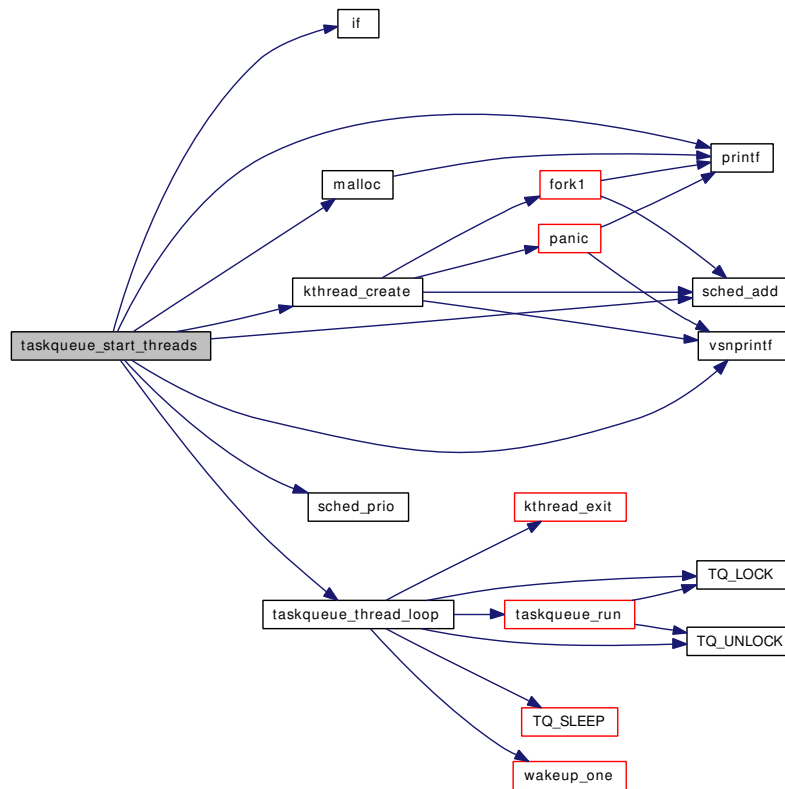 if
printf
malloc
fork1
panic
kthread_create
sched_add
taskqueue_start_threads
vsnprintf
sched_prio
kthread_exit
TQ_LOCK
taskqueue_thread_loop
taskqueue_run
TQ_UNLOCK
TQ_SLEEP
wakeup_one